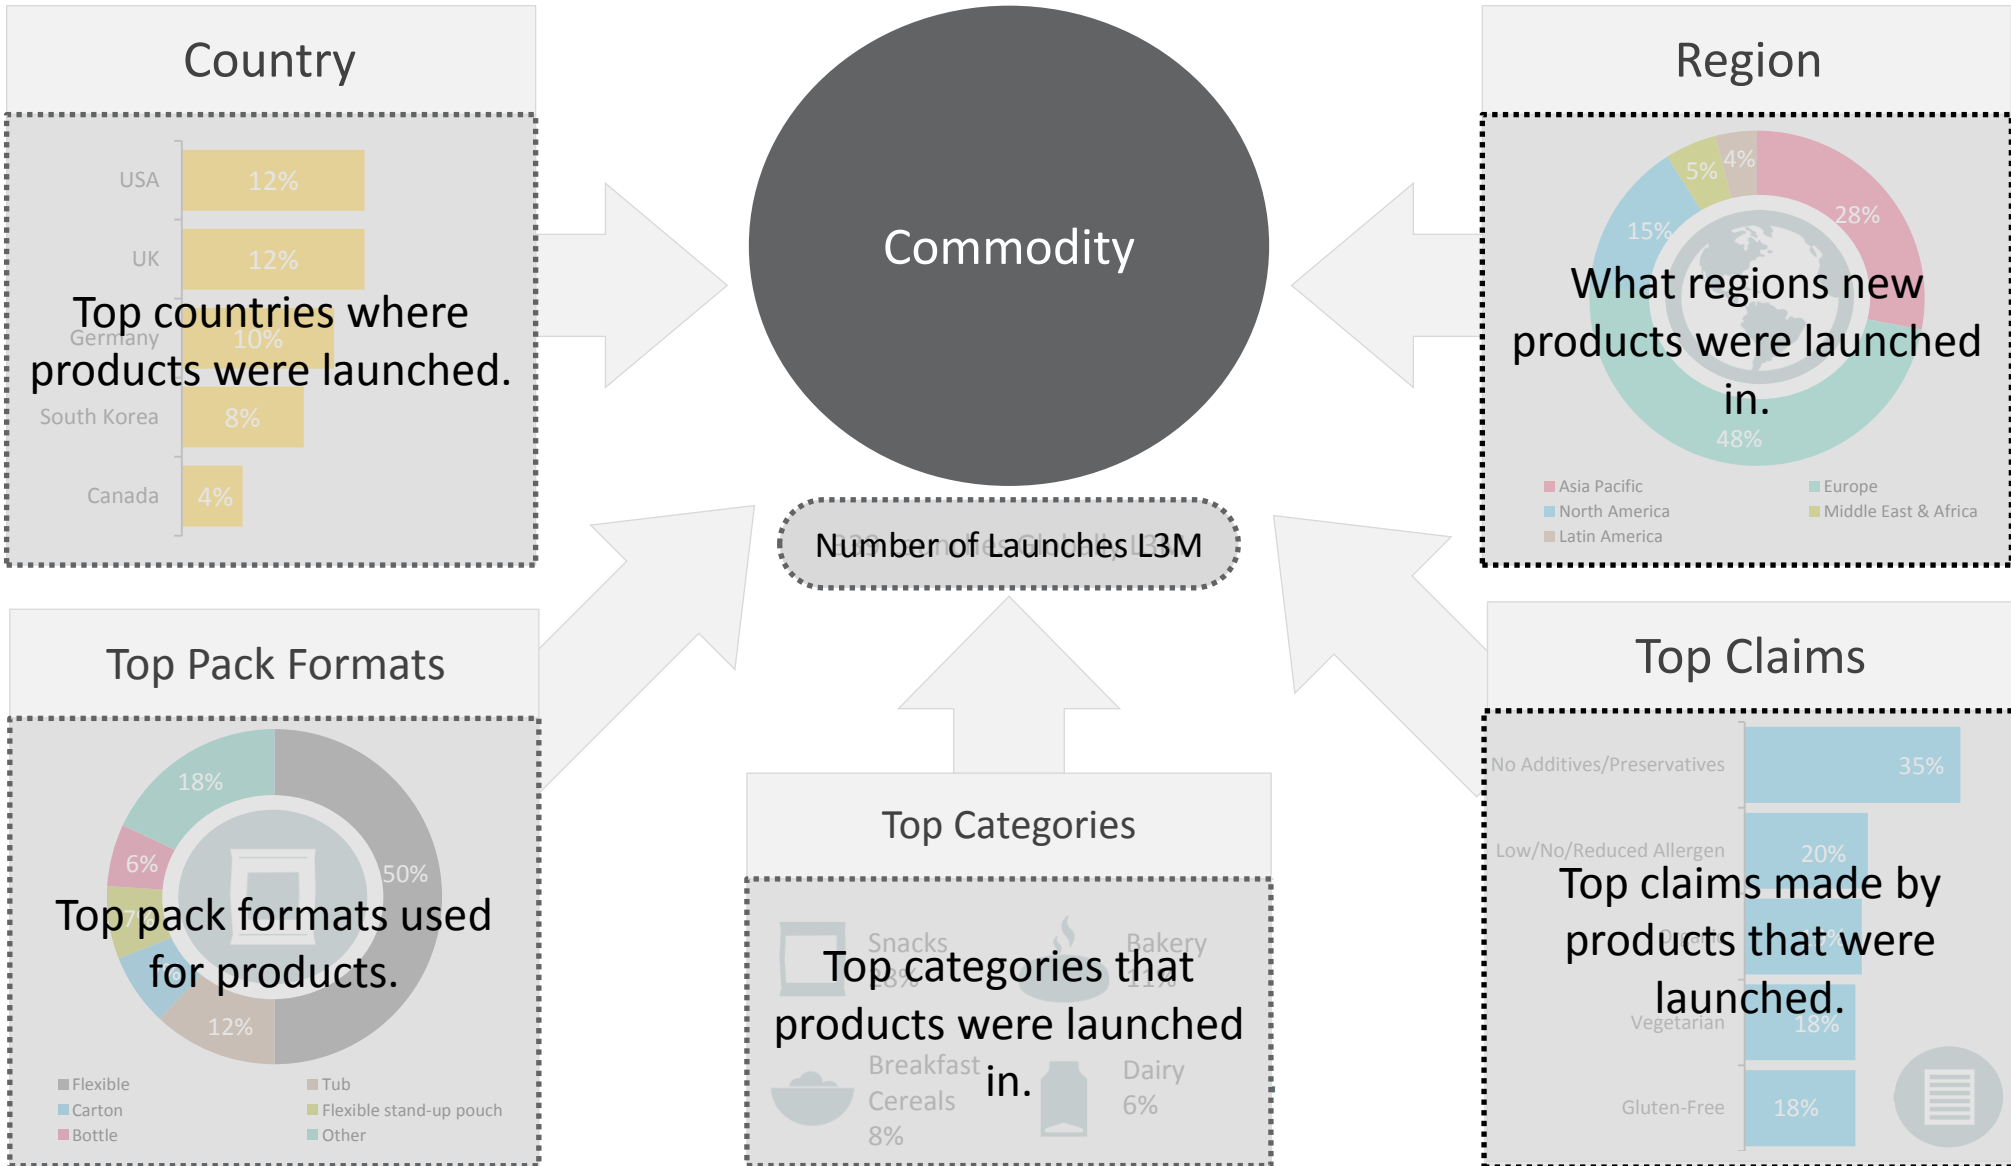 Country
USA
12%
UK
12%
Germany
10%
South Korea
8%
Canada
4%
Top countries where
products were launched.
Commodity
Number of Launches L3M
Region
28%
48%
15%
5%
4%
What regions new
products were launched
in.
Asia Pacific
Europe
North America
Middle East & Africa
Latin America
Top Pack Formats
50%
12%
7%
6%
18%
Top pack formats used
for products.
Flexible
Tub
Carton
Flexible stand-up pouch
Bottle
Other
Top Categories
Snacks
Bakery
11%
Top categories that
products were launched
in.
Breakfast
Cereals
8%
Dairy
6%
Top Claims
No Additives/Preservatives
35%
Low/No/Reduced Allergen
20%
Organic
Top claims made by
products that were
launched.
Vegetarian
18%
Gluten-Free
18%